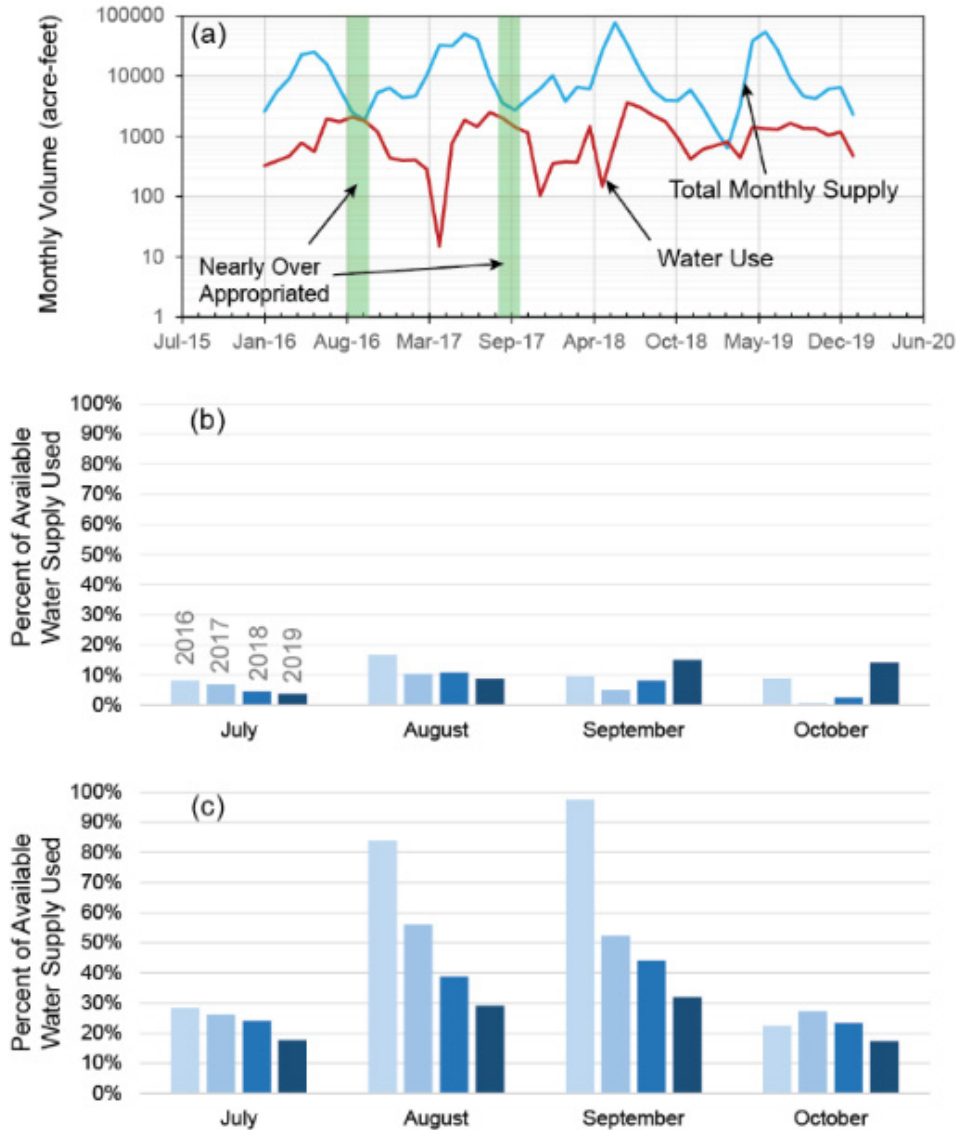 (a)
Monthly Volume (acre-feet)
100000
10000
1000
100
10
1
Total Monthly Supply
Water Use
Nearly Over
Appropriated
Jul-15 Jan-16 Aug-16 Mar-17 Sep-17 Apr-18 Oct-18 May-19 Dec-19 Jun-20
(b)
Percent of Available
Water Supply Used
100%
90%
80%
70%
60%
50%
40%
30%
20%
10%
0%
2016
2017
2018
2019
July August September October
(c)
Percent of Available
Water Supply Used
100%
90%
80%
70%
60%
50%
40%
30%
20%
10%
0%
July August September October